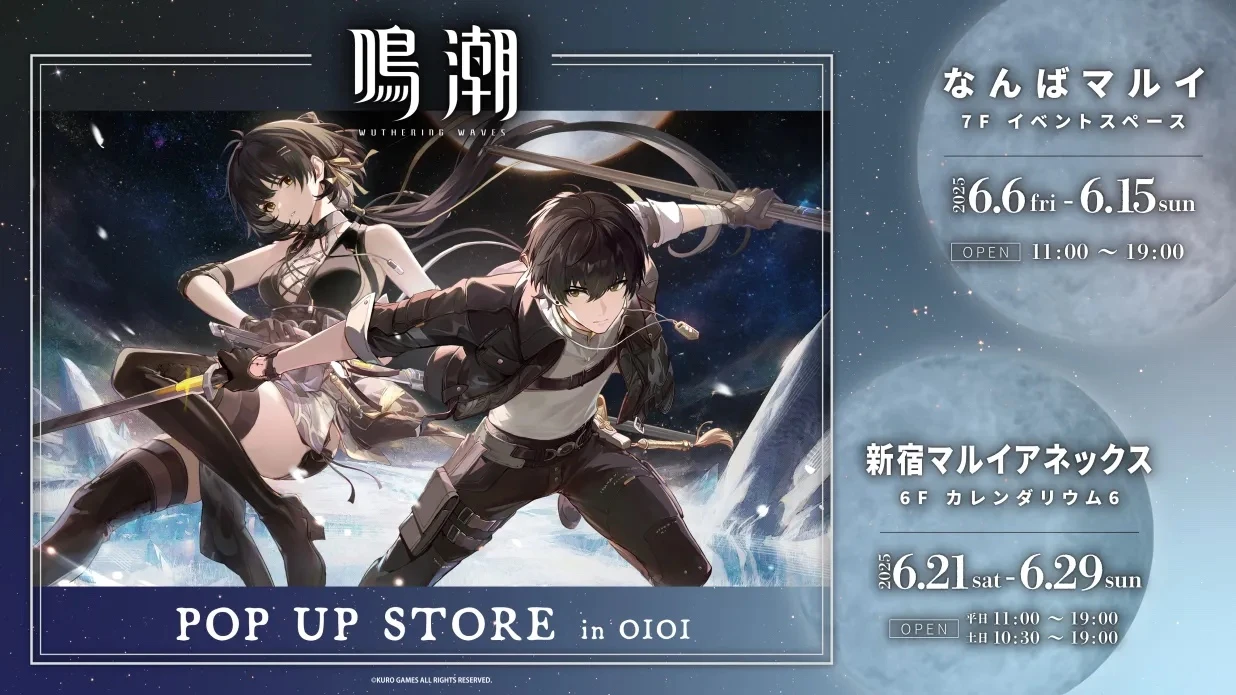 鳴潮
WUTHERING WAVES
POP UP STORE in OIOI
©KURO GAMES ALL RIGHTS RESERVED.
なんばマルイ
7F イベントスペース
2025 6.6 fri - 6.15 sun
OPEN 11:00 〜 19:00
新宿マルイアネックス
6F カレンダリウム6
2025 6.21 sat - 6.29 sun
OPEN 平日 11:00 〜 19:00
土日 10:30 〜 19:00